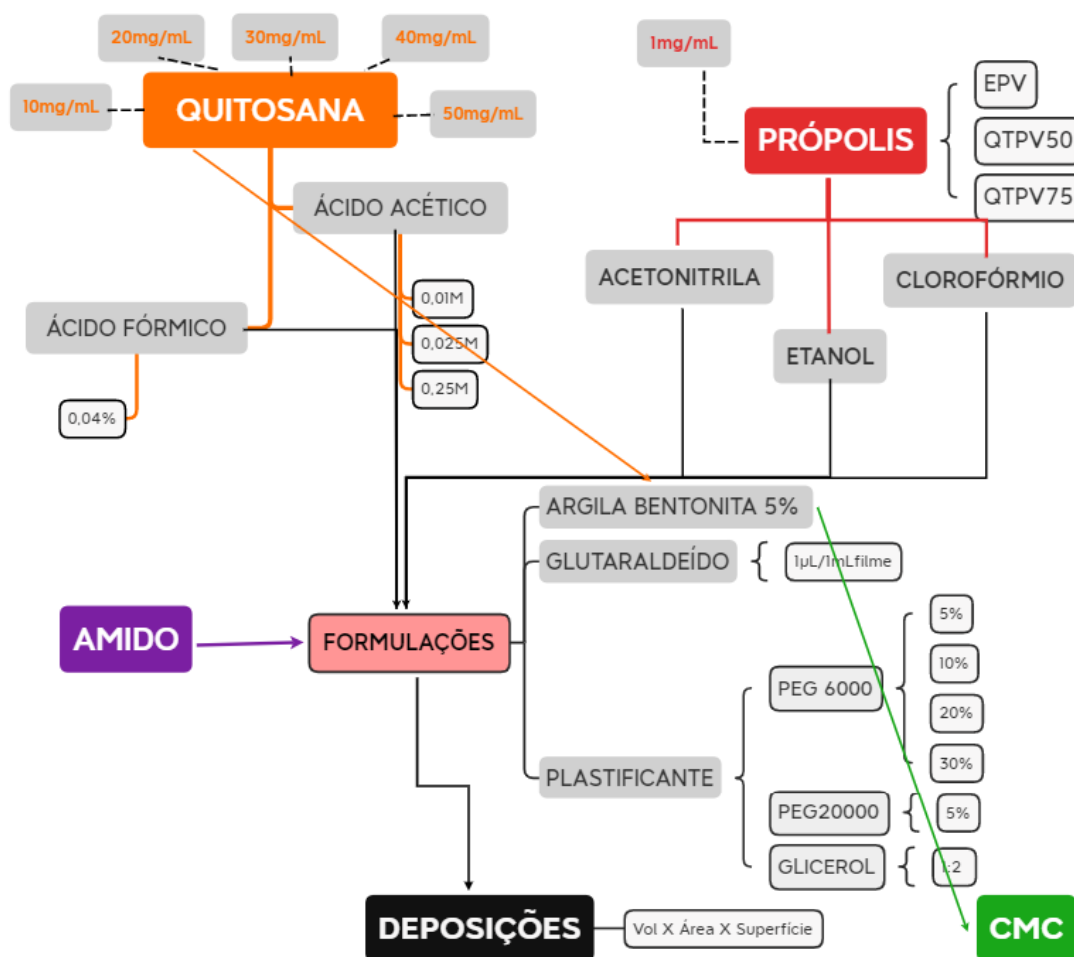 20mg/mL
30mg/mL
40mg/mL
10mg/mL
QUITOSANA
50mg/mL
1mg/mL
PRÓPOLIS
EPV
QTPV50
QTPV75
ÁCIDO ACÉTICO
0,01M
0,025M
0,25M
ÁCIDO FÓRMICO
0,04%
ACETONITRILA
ETANOL
CLOROFÓRMIO
AMIDO
FORMULAÇÕES
ARGILA BENTONITA 5%
GLUTARALDEÍDO
1µL/1mLfilme
PLASTIFICANTE
PEG 6000
5%
10%
20%
30%
PEG20000
5%
GLICEROL
1:2
DEPOSIÇÕES
Vol X Área X Superfície
CMC